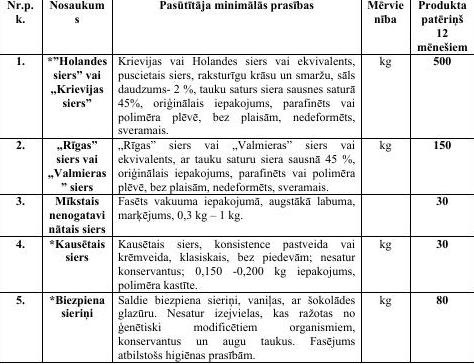 Nr.p. k.
Nosaukum s
Pasūtītāja minimālās prasības
Mērvie nība
Produkta patēriņš 12 mēnešiem
1.
*”Holandes
siers” vai
„Krievijas
siers”
Krievijas vai Holandes siers vai ekvivalents,
puscietais siers, raksturīgu krāsu un smaržu, sāls
daudzums- 2 %, tauku saturs siera sausnes saturā
45%, oriģinālais iepakojums, parafinēts vai
polimēra plēvē, bez plaisām, nedeformēts,
sveramais.
kg
500
2.
„Rīgas”
siers vai
„Valmieras
” siers
„Rīgas” siers vai „Valmieras” siers vai
ekvivalents, ar tauku saturu siera sausnā 45 %,
oriģinālais iepakojums, parafinēts vai polimēra
plēvē, bez plaisām, nedeformēts, sveramais.
kg
150
3.
Mīkstais
nenogatavi
nātais siers
Fasēts vakuuma iepakojumā, augstākā labuma,
marķējums, 0,3 kg – 1 kg.
30
4.
*Kausētais
siers
Kausētais siers, konsistence pastveida vai
krēmveida, klasiskais, bez piedevām; nesatur
konservantus; 0,150 -0,200 kg iepakojums,
polimēra kastīte.
kg
30
5.
*Biezpiena
sieriņi
Saldie biezpiena sieriņi, vaniļas, ar šokolādes
glazūru. Nesatur izejvielas, kas ražotas no
ģenētiski modificētiem organismiem,
konservantus un augu taukus. Fasējums
atbilstošs higiēnas prasībām.
kg
80